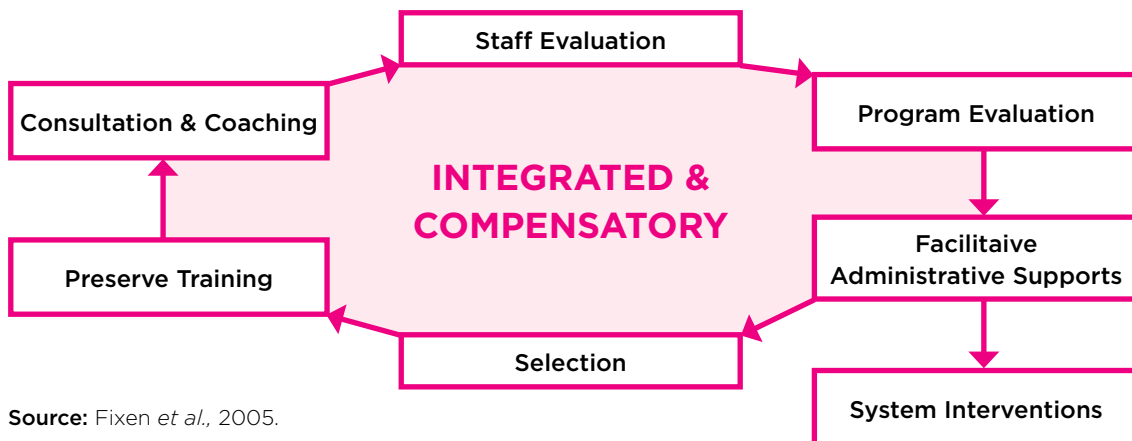 Staff Evaluation
Consultation & Coaching
Program Evaluation
INTEGRATED &
COMPENSATORY
Preserve Training
Facilitaive
Administrative Supports
Selection
System Interventions
Source: Fixen et al., 2005.